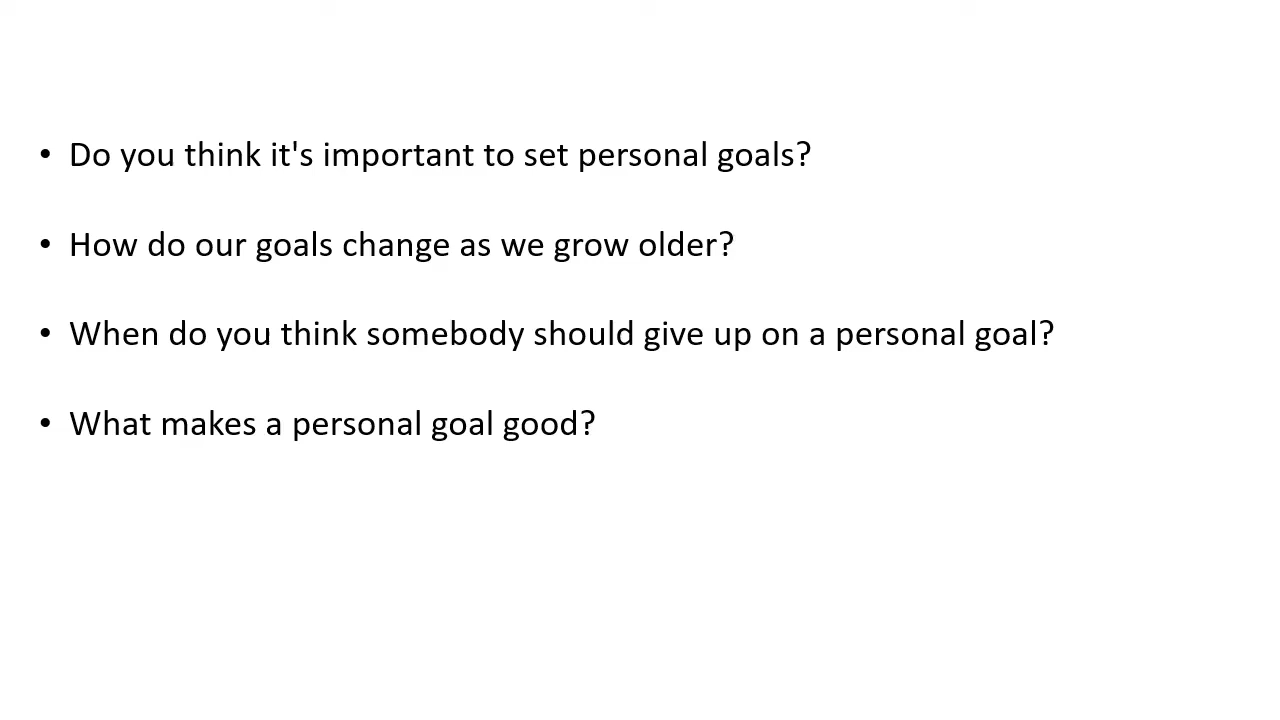 • Do you think it's important to set personal goals?
• How do our goals change as we grow older?
• When do you think somebody should give up on a personal goal?
• What makes a personal goal good?